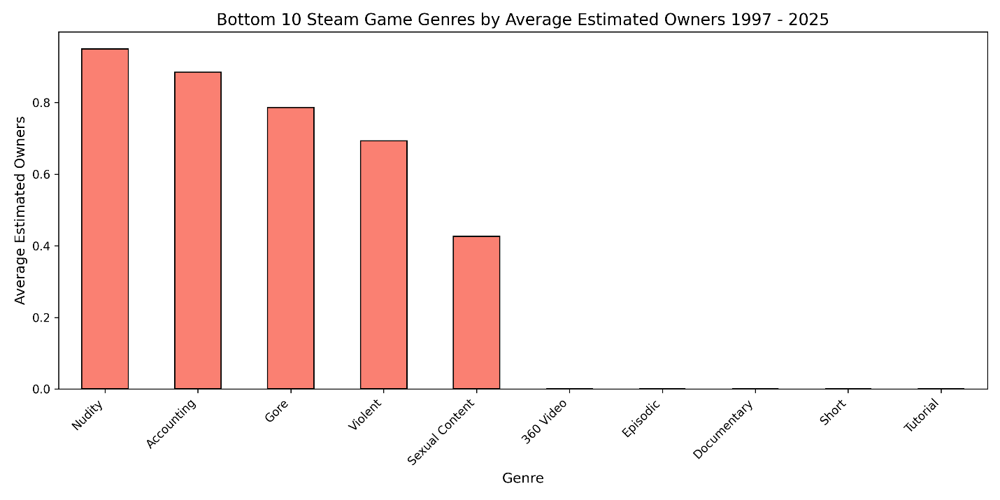 Bottom 10 Steam Game Genres by Average Estimated Owners 1997 - 2025
Average Estimated Owners
0.8
0.6
0.4
0.2
0.0
Nudity
Accounting
Gore
Violent
Sexual Content
360 Video
Episodic
Documentary
Short
Tutorial
Genre